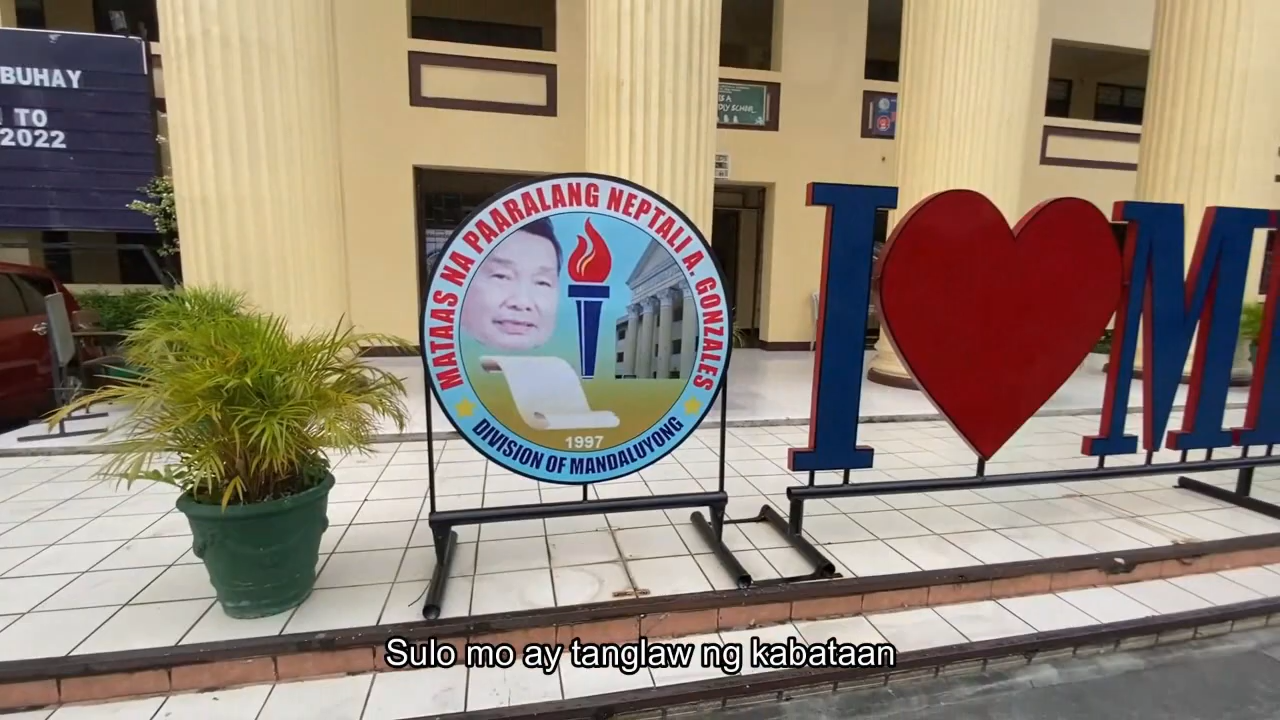 BUHAY
TO
2022
MATAAS NA PAARALANG NEPTALI A. GONZALES
1997
DIVISION OF MANDALUYONG
I
Sulo mo ay tanglaw ng kabataan